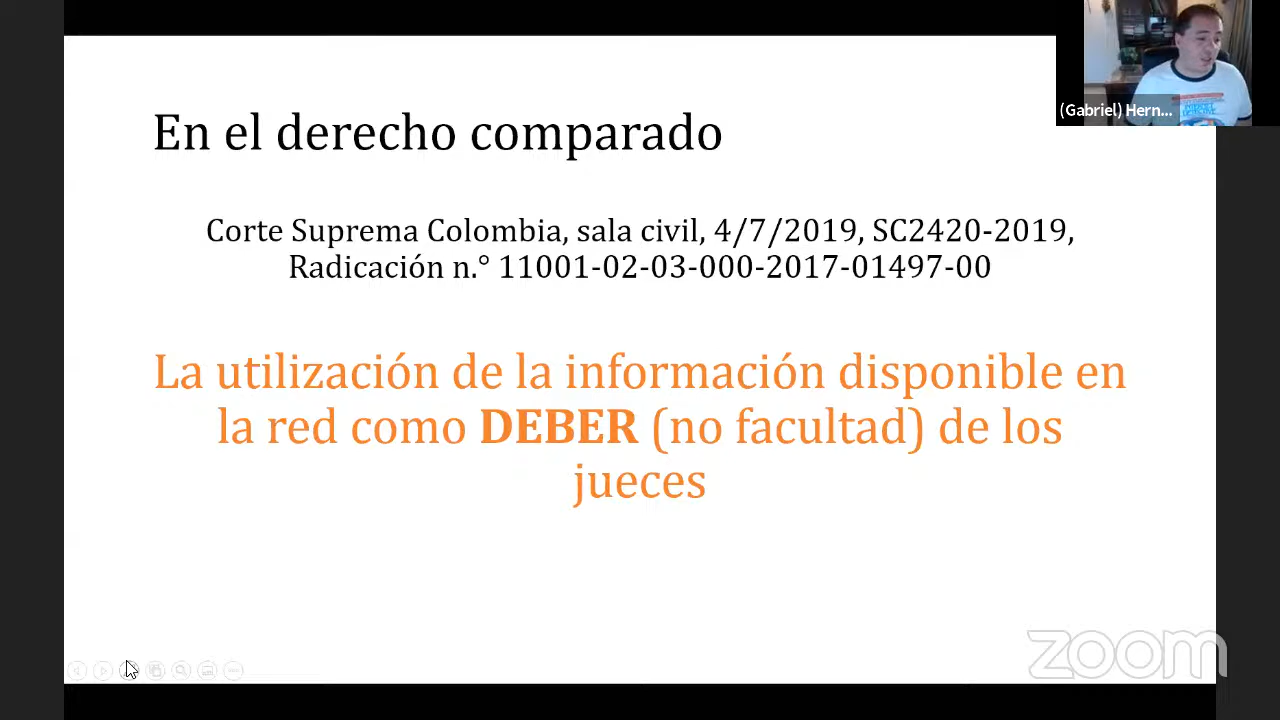 (Gabriel) Hern...
En el derecho comparado
Corte Suprema Colombia, sala civil, 4/7/2019, SC2420-2019,
Radicación n.° 11001-02-03-000-2017-01497-00
La utilización de la información disponible en
la red como DEBER (no facultad) de los
jueces
zoom